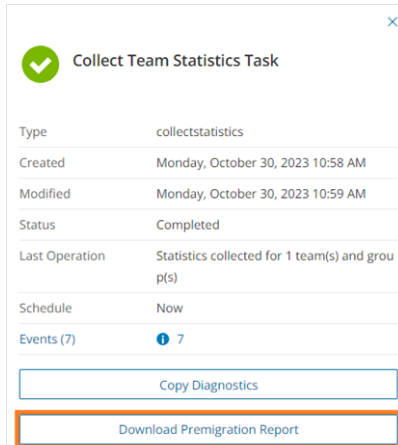 Collect Team Statistics Task
Type collectstatistics
Created Monday, October 30, 2023 10:58 AM
Modified Monday, October 30, 2023 10:59 AM
Status Completed
Last Operation Statistics collected for 1 team(s) and grou
p(s)
Schedule Now
Events (7) 7
Copy Diagnostics
Download Premigration Report